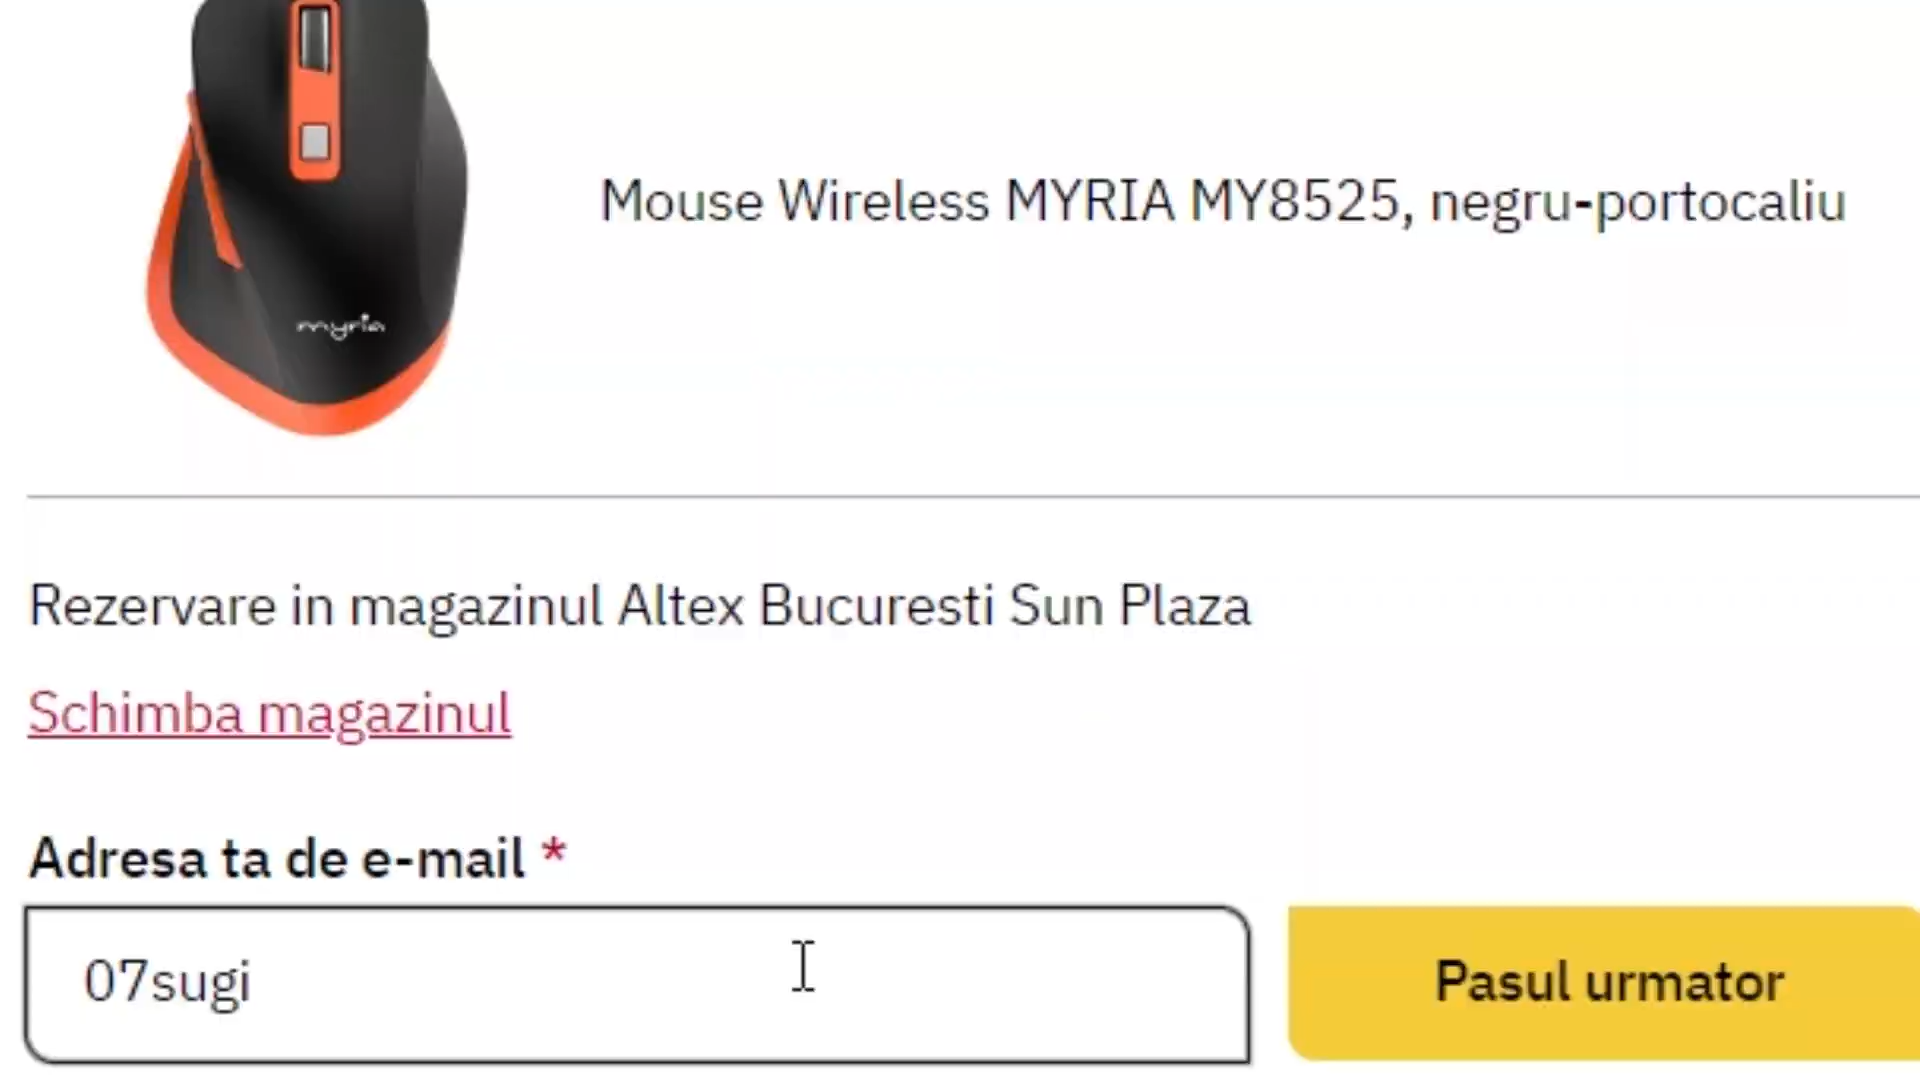 myria
Mouse Wireless MYRIA MY8525, negru-portocaliu
Rezervare in magazinul Altex Bucuresti Sun Plaza
Schimba magazinul
Adresa ta de e-mail *
07sugi
Pasul urmator